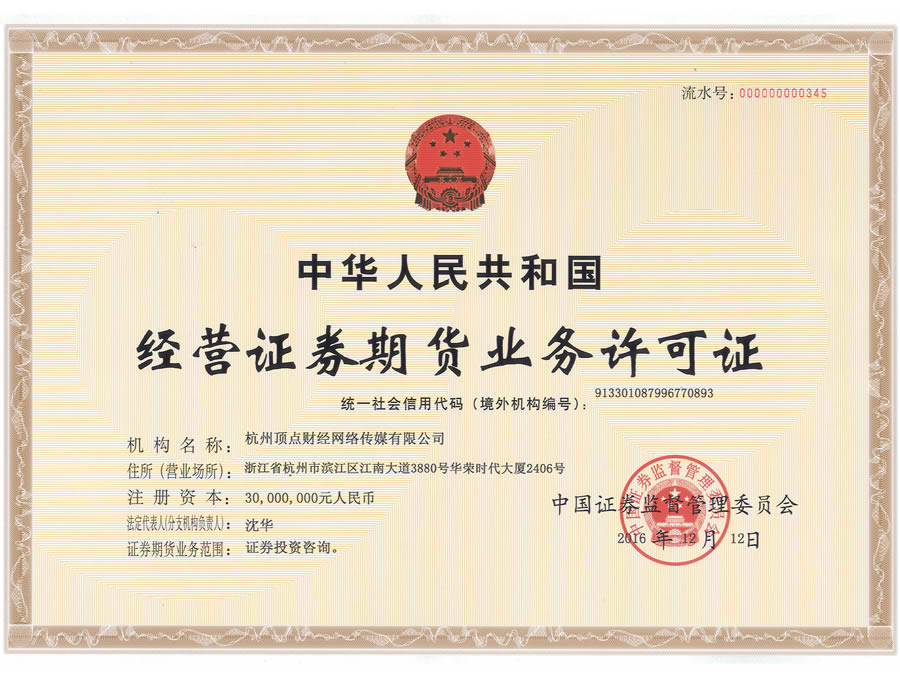 流水号：000000000345
中华人民共和国
经营证券期货业务许可证
统一社会信用代码（境外机构编号）：913301087996770893
机构名称：杭州顶点财经网络传媒有限公司
住所（营业场所）：浙江省杭州市滨江区江南大道3880号华荣时代大厦2406号
注册资本：30,000,000元人民币
法定代表人(分支机构负责人)：沈华
证券期货业务范围：证券投资咨询。
中国证券监督管理委员会
2016 年 12 月 12日
中国证券监督管理委员会